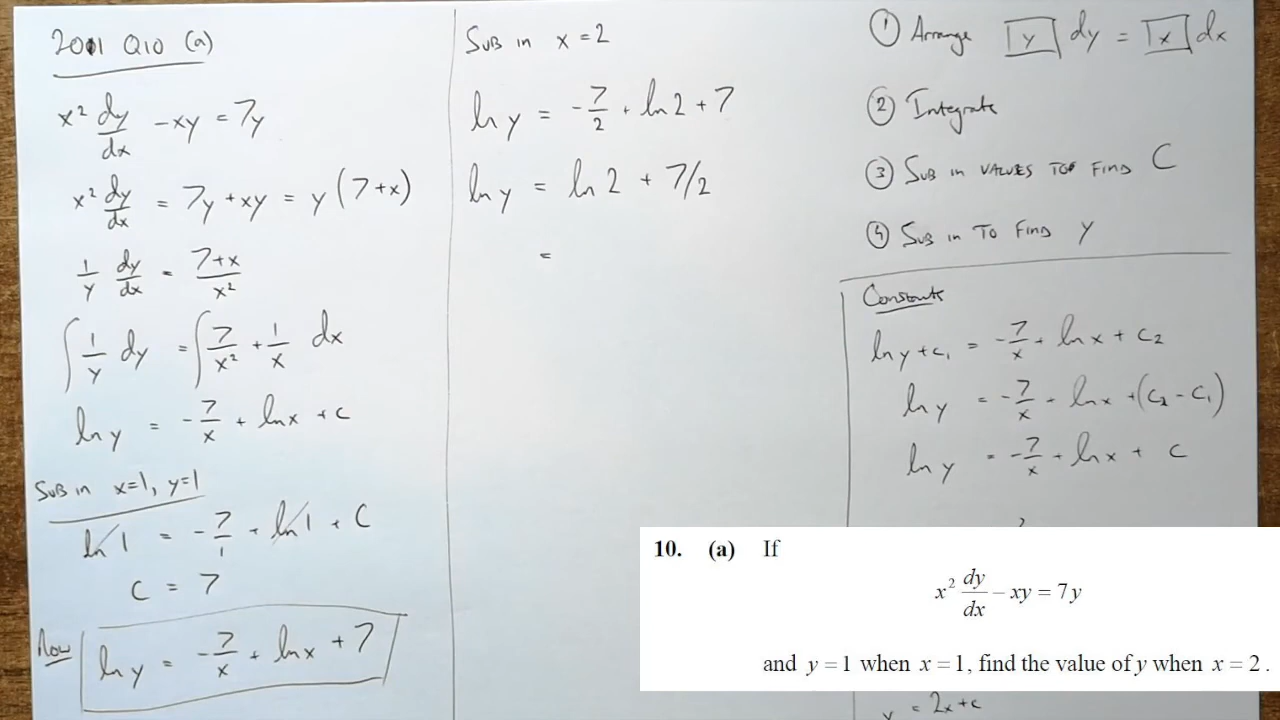 2001 Q10 (a)
x² dy/dx - xy = 7y
x² dy/dx = 7y + xy = y (7+x)
1/y dy/dx = 7+x/x²
∫ 1/y dy = ∫ 7/x² + 1/x dx
ln y = -7/x + ln x + c
Sub in x=1, y=1
ln 1 = -7/1 + ln 1 + C
C = 7
Now
ln y = -7/x + ln x + 7
Sub in x = 2
ln y = -7/2 + ln 2 + 7
ln y = ln 2 + 7/2
=
① Arrange y dy = x dx
② Integrate
③ Sub in values to find C
④ Sub in to find y
Constants
ln y + c₁ = -7/x + ln x + c₂
ln y = -7/x + ln x + (c₂ - c₁)
ln y = -7/x + ln x + c
10. (a) If
x² dy/dx - xy = 7y
and y = 1 when x = 1, find the value of y when x = 2.
= 2x+c